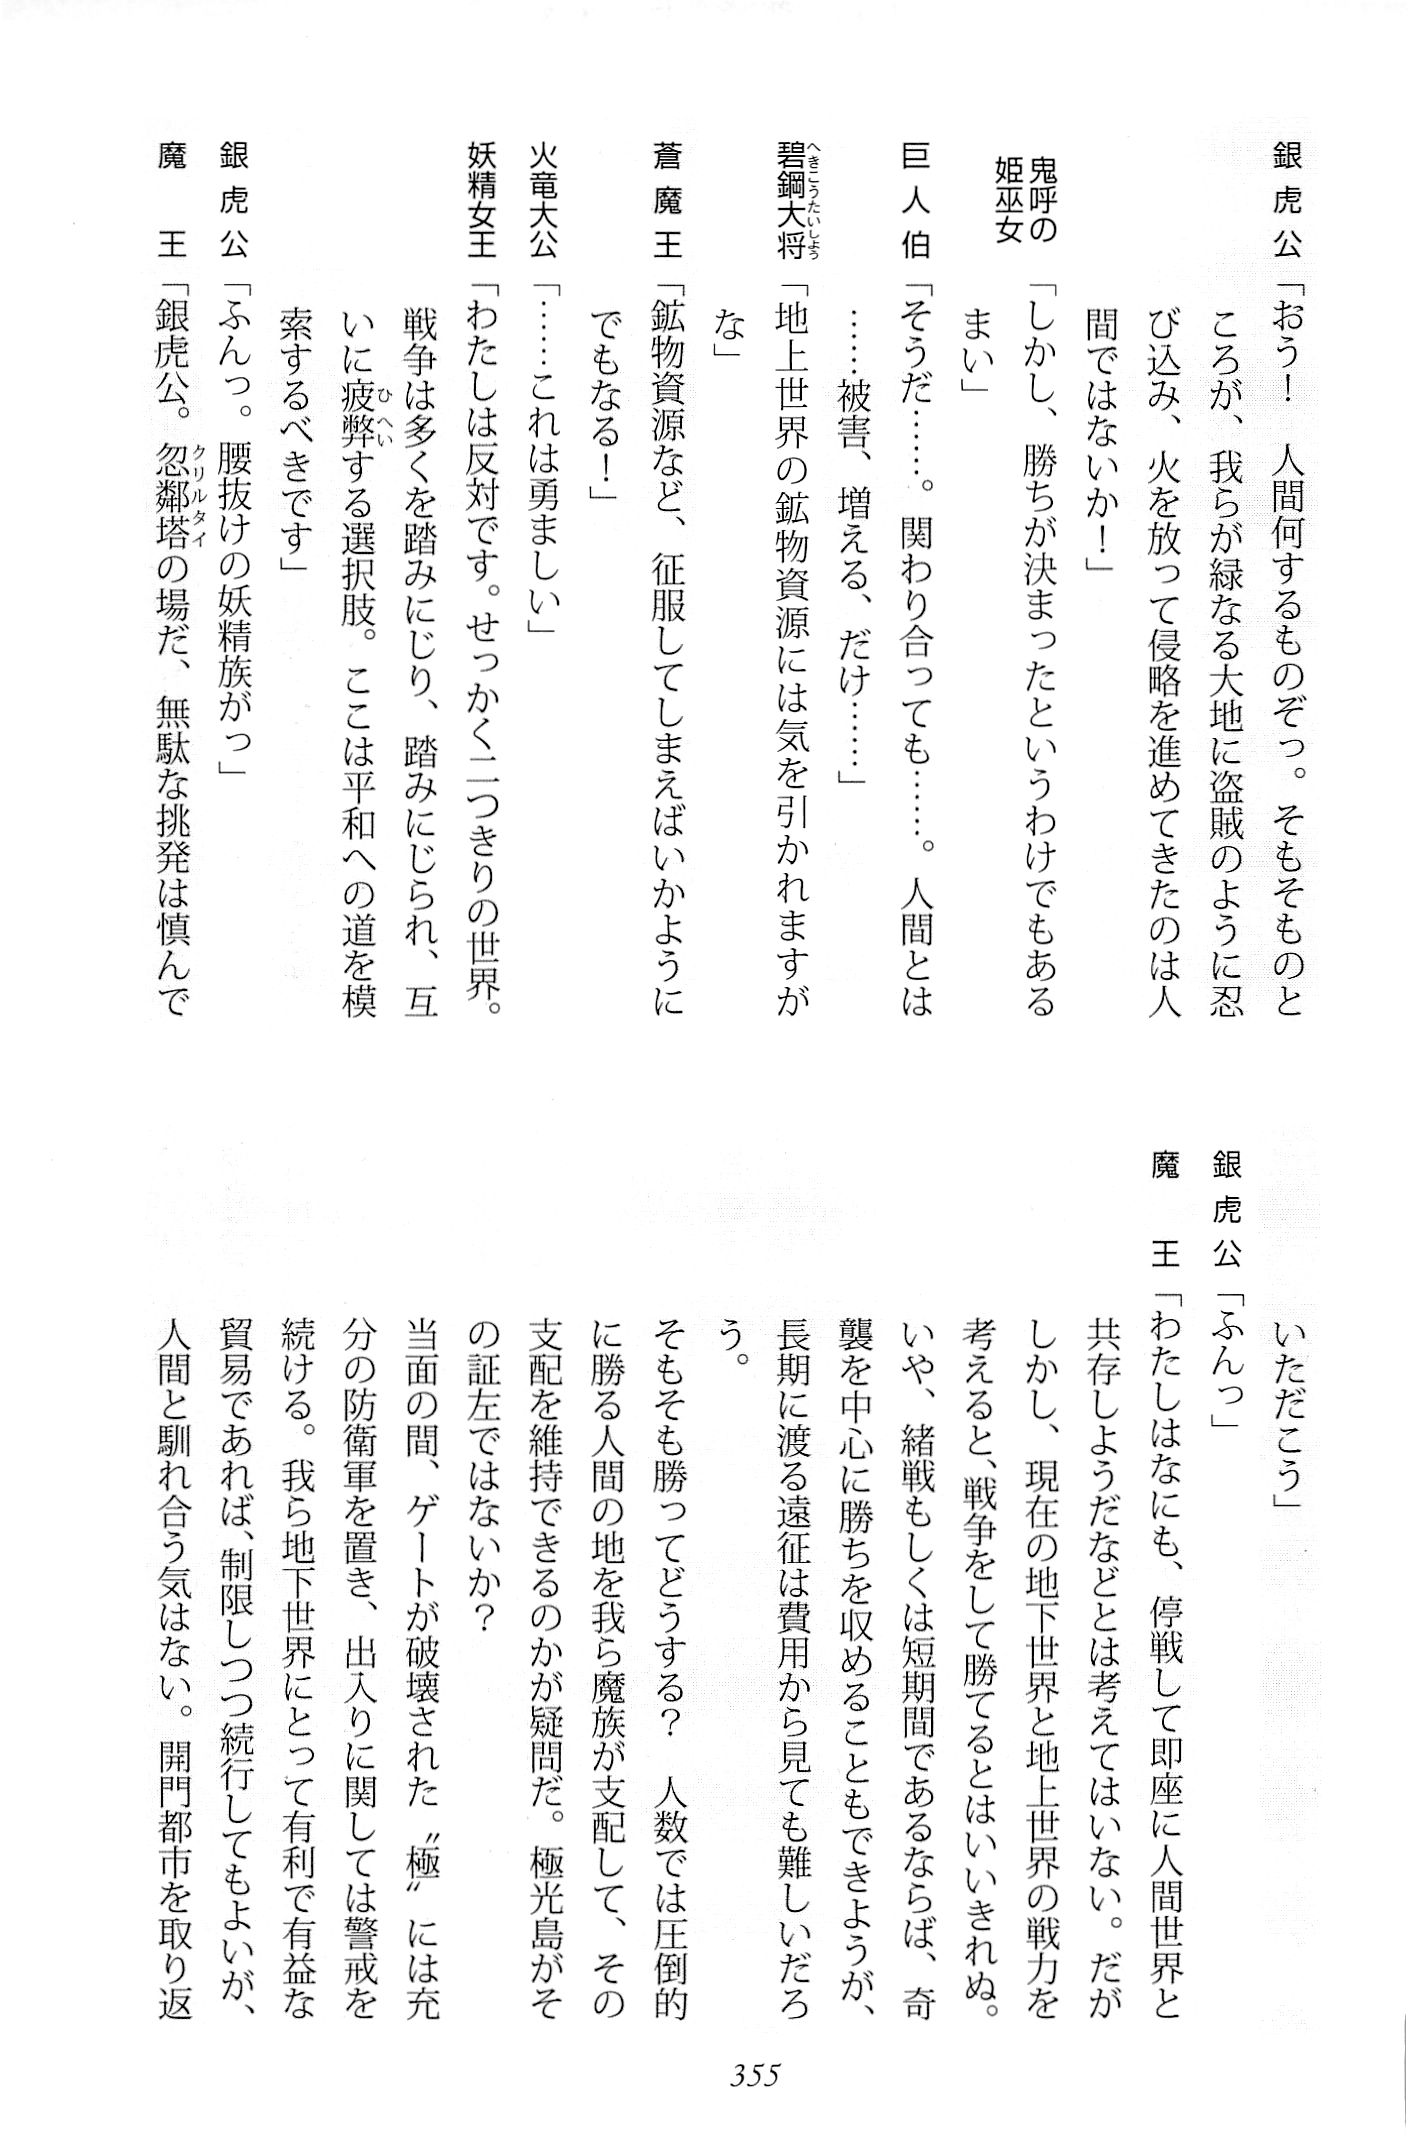 銀虎公「おう！　人間何するものぞっ。そもそものと
ころが、我らが緑なる大地に盗賊のように忍
び込み、火を放って侵略を進めてきたのは人
間ではないか！」
鬼呼の姫巫女「しかし、勝ちが決まったというわけでもある
まい」
巨人伯「そうだ……。関わり合っても……。人間とは
……被害、増える、だけ……」
碧鋼大将「地上世界の鉱物資源には気を引かれますが
な」
蒼魔王「鉱物資源など、征服してしまえばいかように
でもなる！」
火竜大公「……これは勇ましい」
妖精女王「わたしは反対です。せっかく二つきりの世界。
戦争は多くを踏みにじり、踏みにじられ、互
いに疲弊する選択肢。ここは平和への道を模
索するべきです」
銀虎公「ふんっ。腰抜けの妖精族がっ」
魔王「銀虎公。忽鄰塔の場だ、無駄な挑発は慎んで
いただこう」
銀虎公「ふんっ」
魔王「わたしはなにも、停戦して即座に人間世界と
共存しようだなどとは考えてはいない。だが
しかし、現在の地下世界と地上世界の戦力を
考えると、戦争をして勝てるとはいいきれぬ。
いや、緒戦もしくは短期間であるならば、奇
襲を中心に勝ちを収めることもできようが、
長期に渡る遠征は費用から見ても難しいだろ
う。
そもそも勝ってどうする？　人数では圧倒的
に勝る人間の地を我ら魔族が支配して、その
支配を維持できるのかが疑問だ。極光島がそ
の証左ではないか？
当面の間、ゲートが破壊された〝極〟には充
分の防衛軍を置き、出入りに関しては警戒を
続ける。我ら地下世界にとって有利で有益な
貿易であれば、制限しつつ続行してもよいが、
人間と馴れ合う気はない。開門都市を取り返
355